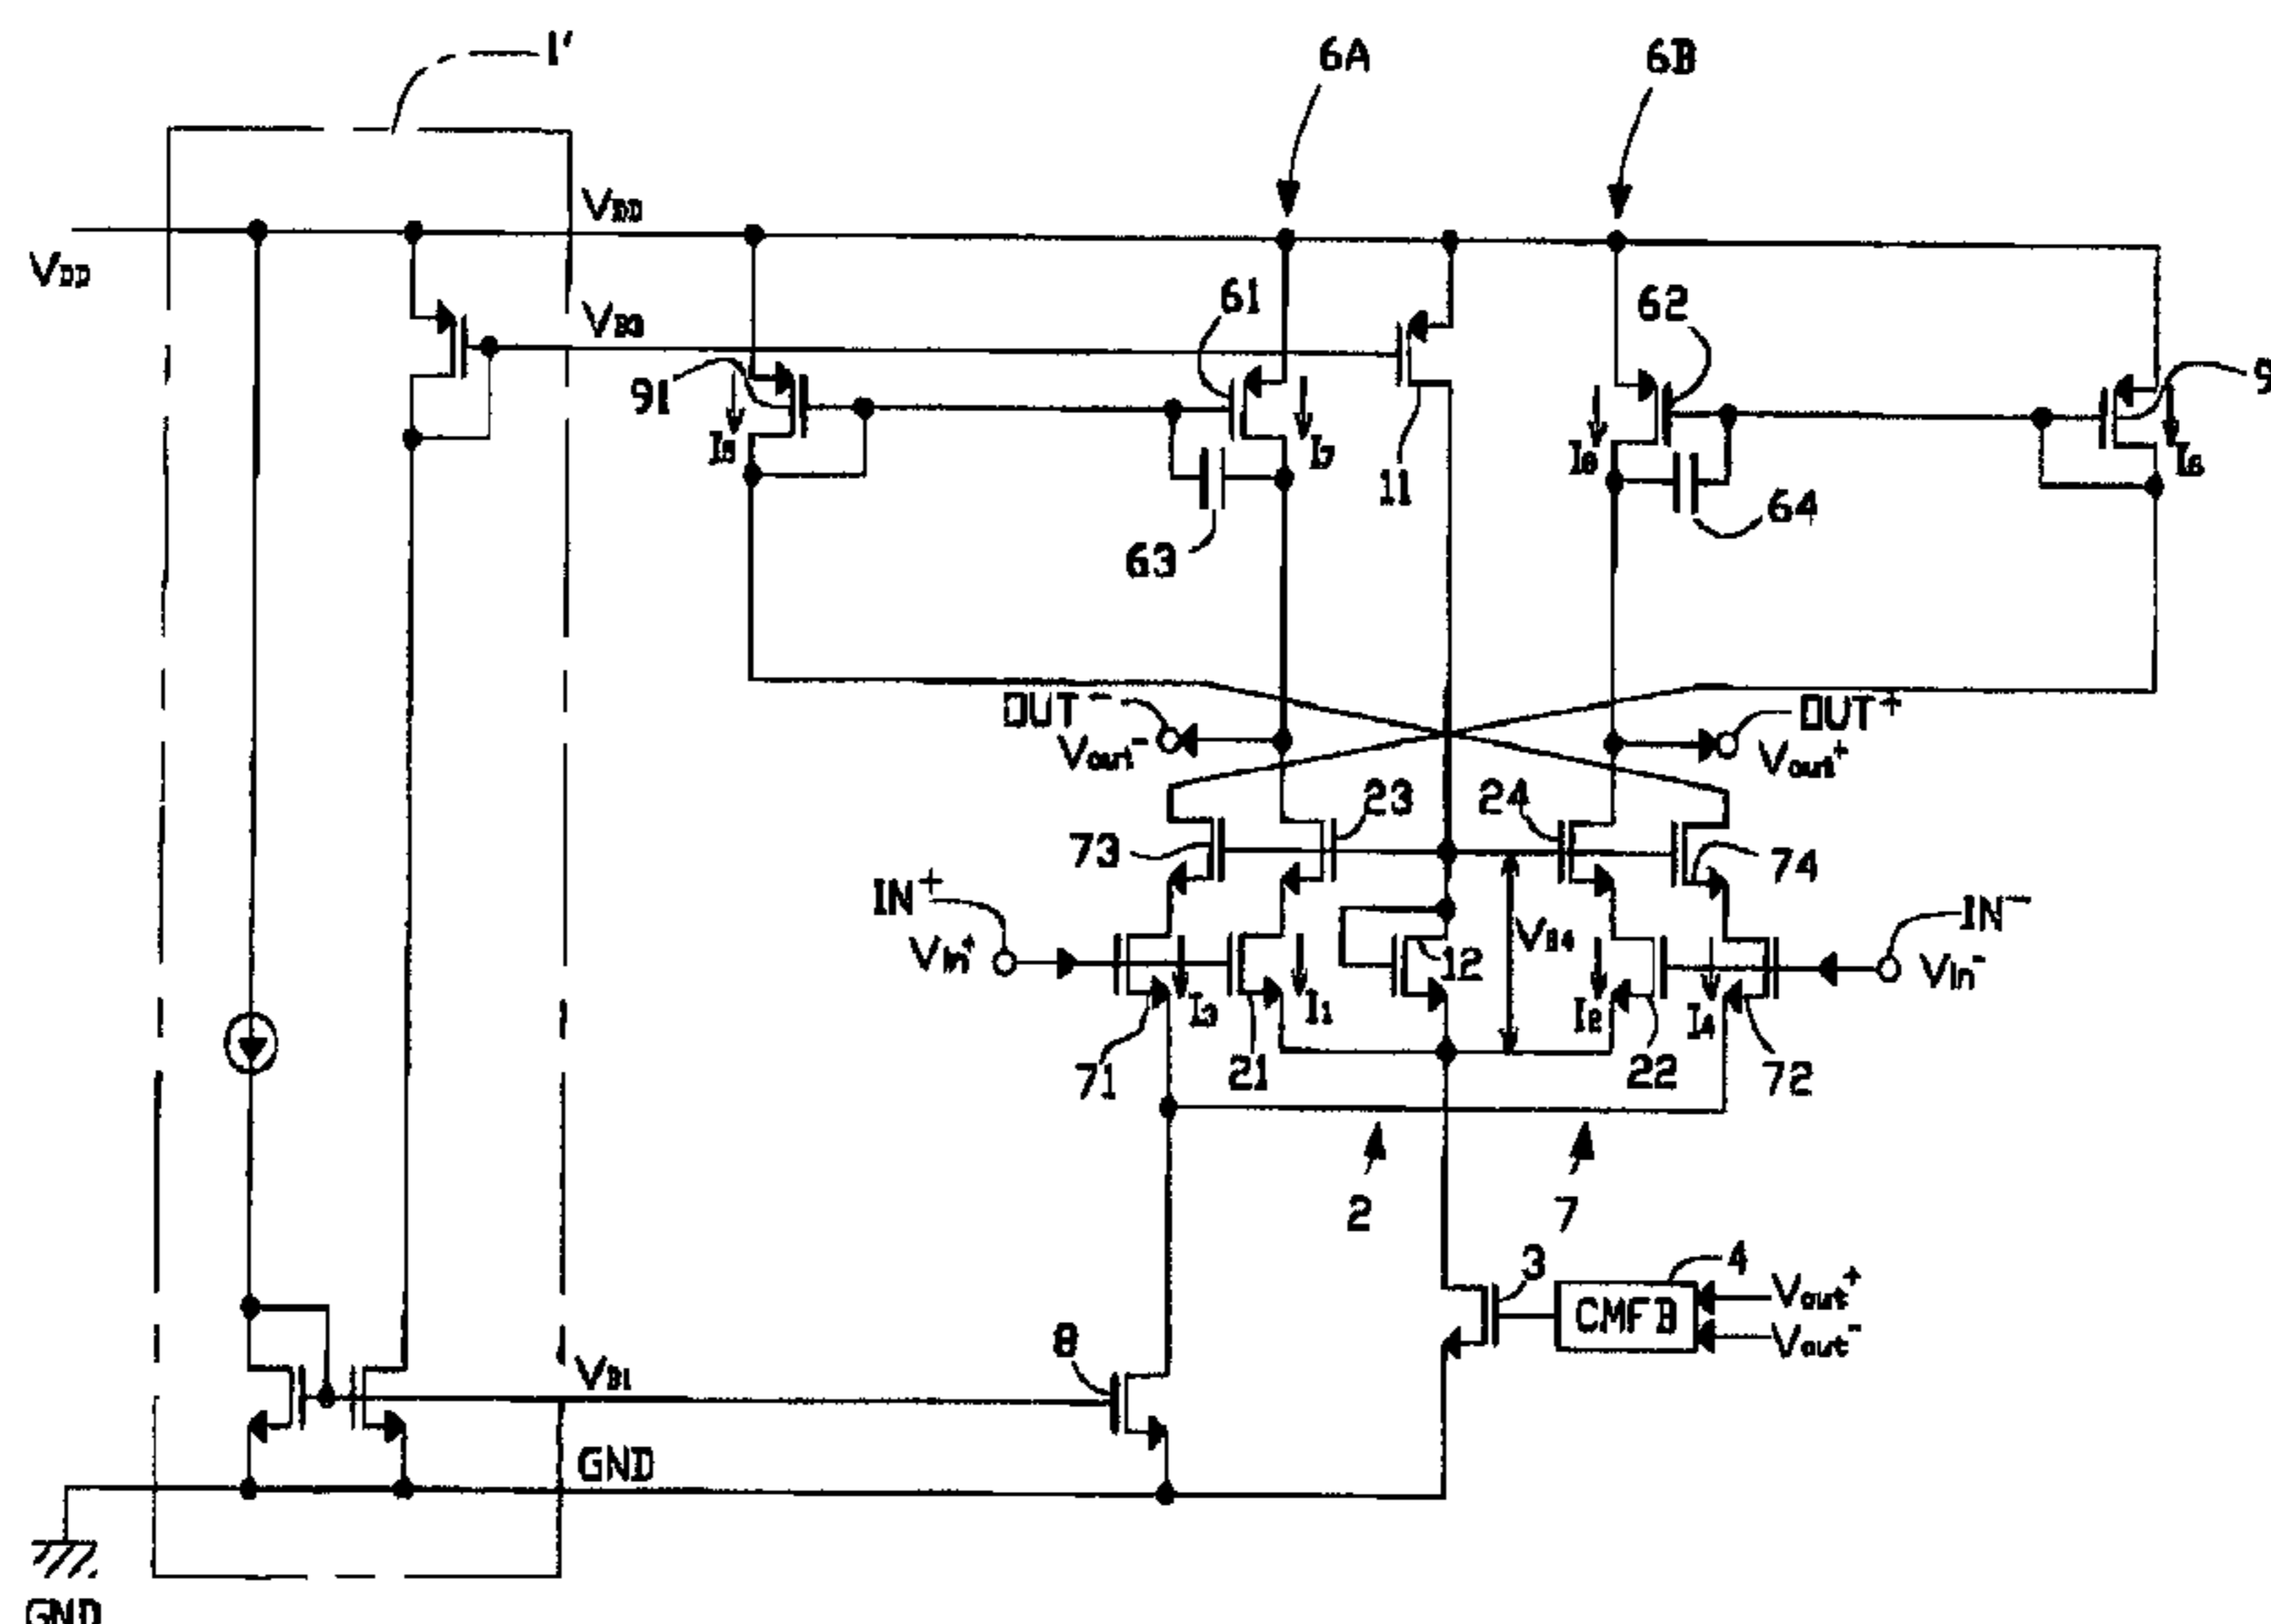 1'
6A
6B
VDD
VDD
61
62
VB3
91
9
I5
I7
11
I8
I6
64
63
OUT-
OUT+
Vout-
Vout+
23
24
73
74
IN+
IN-
Vin+
VB4
12
Vin-
I3
I1
I2
I4
71
21
22
72
2
7
3
4
Vout+
CMFB
8
Vout-
VB1
GND
GND